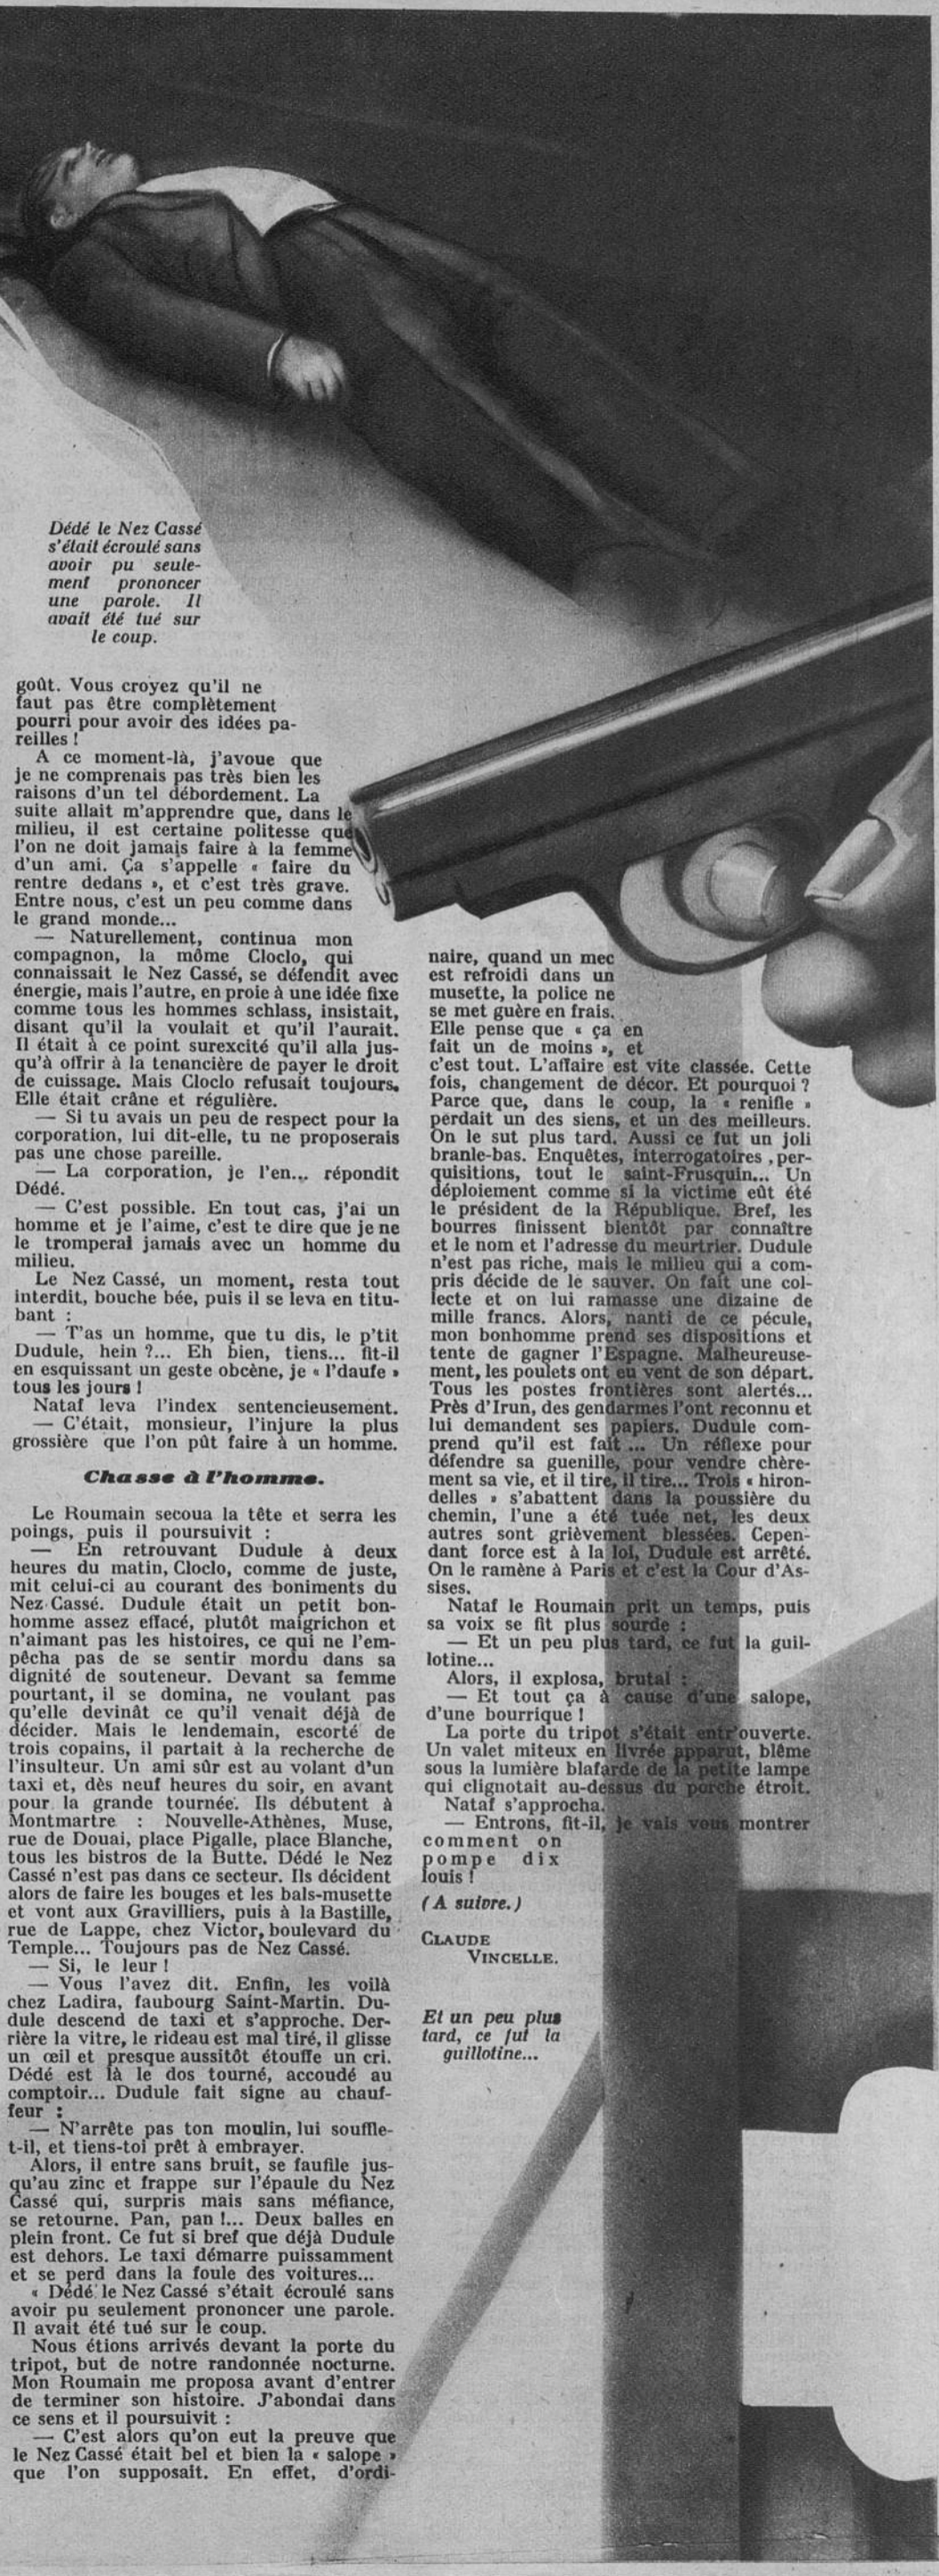 Dédé le Nez Cassé
s'était écroulé sans
avoir pu seule-
ment prononcer
une parole. Il
avait été tué sur
le coup.
goût. Vous croyez qu'il ne
faut pas être complètement
pourri pour avoir des idées pa-
reilles !
A ce moment-là, j'avoue que
je ne comprenais pas très bien les
raisons d'un tel débordement. La
suite allait m'apprendre que, dans le
milieu, il est certaine politesse que
l'on ne doit jamais faire à la femme
d'un ami. Ça s'appelle « faire du
rentre dedans », et c'est très grave.
Entre nous, c'est un peu comme dans
le grand monde...
— Naturellement, continua mon
compagnon, la môme Cloclo, qui
connaissait le Nez Cassé, se défendit avec
énergie, mais l'autre, en proie à une idée fixe
comme tous les hommes schlass, insistait,
disant qu'il la voulait et qu'il l'aurait.
Il était à ce point surexcité qu'il alla jus-
qu'à offrir à la tenancière de payer le droit
de cuissage. Mais Cloclo refusait toujours.
Elle était crâne et régulière.
— Si tu avais un peu de respect pour la
corporation, lui dit-elle, tu ne proposerais
pas une chose pareille.
— La corporation, je l'en... répondit
Dédé.
— C'est possible. En tout cas, j'ai un
homme et je l'aime, c'est te dire que je ne
le tromperai jamais avec un homme du
milieu.
Le Nez Cassé, un moment, resta tout
interdit, bouche bée, puis il se leva en titu-
bant :
— T'as un homme, que tu dis, le p'tit
Dudule, hein ?... Eh bien, tiens... fit-il
en esquissant un geste obcène, je « l'daufe »
tous les jours !
Nataf leva l'index sentencieusement.
— C'était, monsieur, l'injure la plus
grossière que l'on pût faire à un homme.
Chasse à l'homme.
Le Roumain secoua la tête et serra les
poings, puis il poursuivit :
— En retrouvant Dudule à deux
heures du matin, Cloclo, comme de juste,
mit celui-ci au courant des boniments du
Nez Cassé. Dudule était un petit bon-
homme assez effacé, plutôt maigrichon et
n'aimant pas les histoires, ce qui ne l'em-
pêcha pas de se sentir mordu dans sa
dignité de souteneur. Devant sa femme
pourtant, il se domina, ne voulant pas
qu'elle devinât ce qu'il venait déjà de
décider. Mais le lendemain, escorté de
trois copains, il partait à la recherche de
l'insulteur. Un ami sûr est au volant d'un
taxi et, dès neuf heures du soir, en avant
pour la grande tournée. Ils débutent à
Montmartre : Nouvelle-Athènes, Muse,
rue de Douai, place Pigalle, place Blanche,
tous les bistros de la Butte. Dédé le Nez
Cassé n'est pas dans ce secteur. Ils décident
alors de faire les bouges et les bals-musette
et vont aux Gravilliers, puis à la Bastille,
rue de Lappe, chez Victor, boulevard du
Temple... Toujours pas de Nez Cassé.
— Si, le leur !
— Vous l'avez dit. Enfin, les voilà
chez Ladira, faubourg Saint-Martin. Du-
dule descend de taxi et s'approche. Der-
rière la vitre, le rideau est mal tiré, il glisse
un œil et presque aussitôt étouffe un cri.
Dédé est là le dos tourné, accoudé au
comptoir... Dudule fait signe au chauf-
feur :
— N'arrête pas ton moulin, lui souffle-
t-il, et tiens-toi prêt à embrayer.
Alors, il entre sans bruit, se faufile jus-
qu'au zinc et frappe sur l'épaule du Nez
Cassé qui, surpris mais sans méfiance,
se retourne. Pan, pan !... Deux balles en
plein front. Ce fut si bref que déjà Dudule
est dehors. Le taxi démarre puissamment
et se perd dans la foule des voitures...
« Dédé le Nez Cassé s'était écroulé sans
avoir pu seulement prononcer une parole.
Il avait été tué sur le coup.
Nous étions arrivés devant la porte du
tripot, but de notre randonnée nocturne.
Mon Roumain me proposa avant d'entrer
de terminer son histoire. J'abondai dans
ce sens et il poursuivit :
— C'est alors qu'on eut la preuve que
le Nez Cassé était bel et bien la « salope »
que l'on supposait. En effet, d'ordi-
naire, quand un mec
est refroidi dans un
musette, la police ne
se met guère en frais.
Elle pense que « ça en
fait un de moins », et
c'est tout. L'affaire est vite classée. Cette
fois, changement de décor. Et pourquoi ?
Parce que, dans le coup, la « renifle »
perdait un des siens, et un des meilleurs.
On le sut plus tard. Aussi ce fut un joli
branle-bas. Enquêtes, interrogatoires , per-
quisitions, tout le saint-Frusquin... Un
déploiement comme si la victime eût été
le président de la République. Bref, les
bourres finissent bientôt par connaître
et le nom et l'adresse du meurtrier. Dudule
n'est pas riche, mais le milieu qui a com-
pris décide de le sauver. On fait une col-
lecte et on lui ramasse une dizaine de
mille francs. Alors, nanti de ce pécule,
mon bonhomme prend ses dispositions et
tente de gagner l'Espagne. Malheureuse-
ment, les poulets ont eu vent de son départ.
Tous les postes frontières sont alertés...
Près d'Irun, des gendarmes l'ont reconnu et
lui demandent ses papiers. Dudule com-
prend qu'il est fait ... Un réflexe pour
défendre sa guenille, pour vendre chère-
ment sa vie, et il tire, il tire... Trois « hiron-
delles » s'abattent dans la poussière du
chemin, l'une a été tuée net, les deux
autres sont grièvement blessées. Cepen-
dant force est à la loi, Dudule est arrêté.
On le ramène à Paris et c'est la Cour d'As-
sises.
Nataf le Roumain prit un temps, puis
sa voix se fit plus sourde :
— Et un peu plus tard, ce fut la guil-
lotine...
Alors, il explosa, brutal :
— Et tout ça à cause d'une salope,
d'une bourrique !
La porte du tripot s'était entr'ouverte.
Un valet miteux en livrée apparut, blême
sous la lumière blafarde de la petite lampe
qui clignotait au-dessus du porche étroit.
Nataf s'approcha.
— Entrons, fit-il, je vais vous montrer
comment on
pompe dix
louis !
(A suivre.)
CLAUDE
VINCELLE.
Et un peu plus
tard, ce fut la
guillotine...